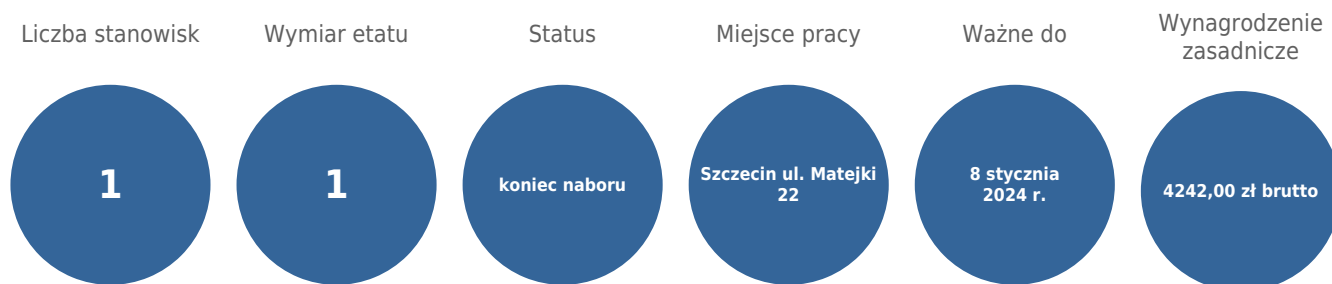 Liczba stanowisk
1
Wymiar etatu
1
Status
koniec naboru
Miejsce pracy
Szczecin ul. Matejki
22
Ważne do
8 stycznia
2024 r.
Wynagrodzenie
zasadnicze
4242,00 zł brutto